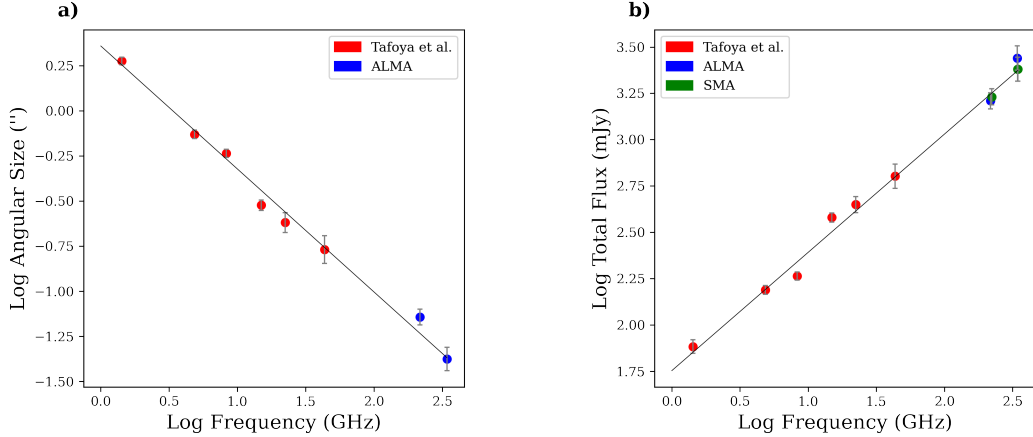 a)
Log Angular Size ('')
0.25
0.00
−0.25
−0.50
−0.75
−1.00
−1.25
−1.50
Tafoya et al.
ALMA
0.0 0.5 1.0 1.5 2.0 2.5
Log Frequency (GHz)
b)
Log Total Flux (mJy)
3.50
3.25
3.00
2.75
2.50
2.25
2.00
1.75
Tafoya et al.
ALMA
SMA
0.0 0.5 1.0 1.5 2.0 2.5
Log Frequency (GHz)